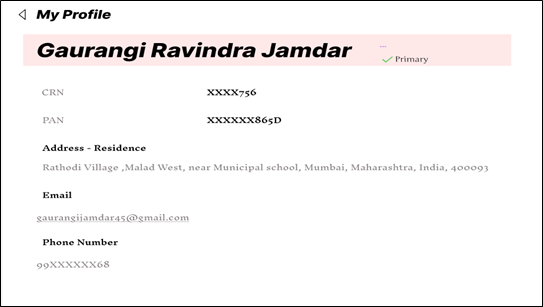 My Profile
Gaurangi Ravindra Jamdar
Primary
CRN XXXX756
PAN XXXXXX865D
Address - Residence
Rathodi Village ,Malad West, near Municipal school, Mumbai, Maharashtra, India, 400093
Email
gaurangijamdar45@gmail.com
Phone Number
99XXXXXX68